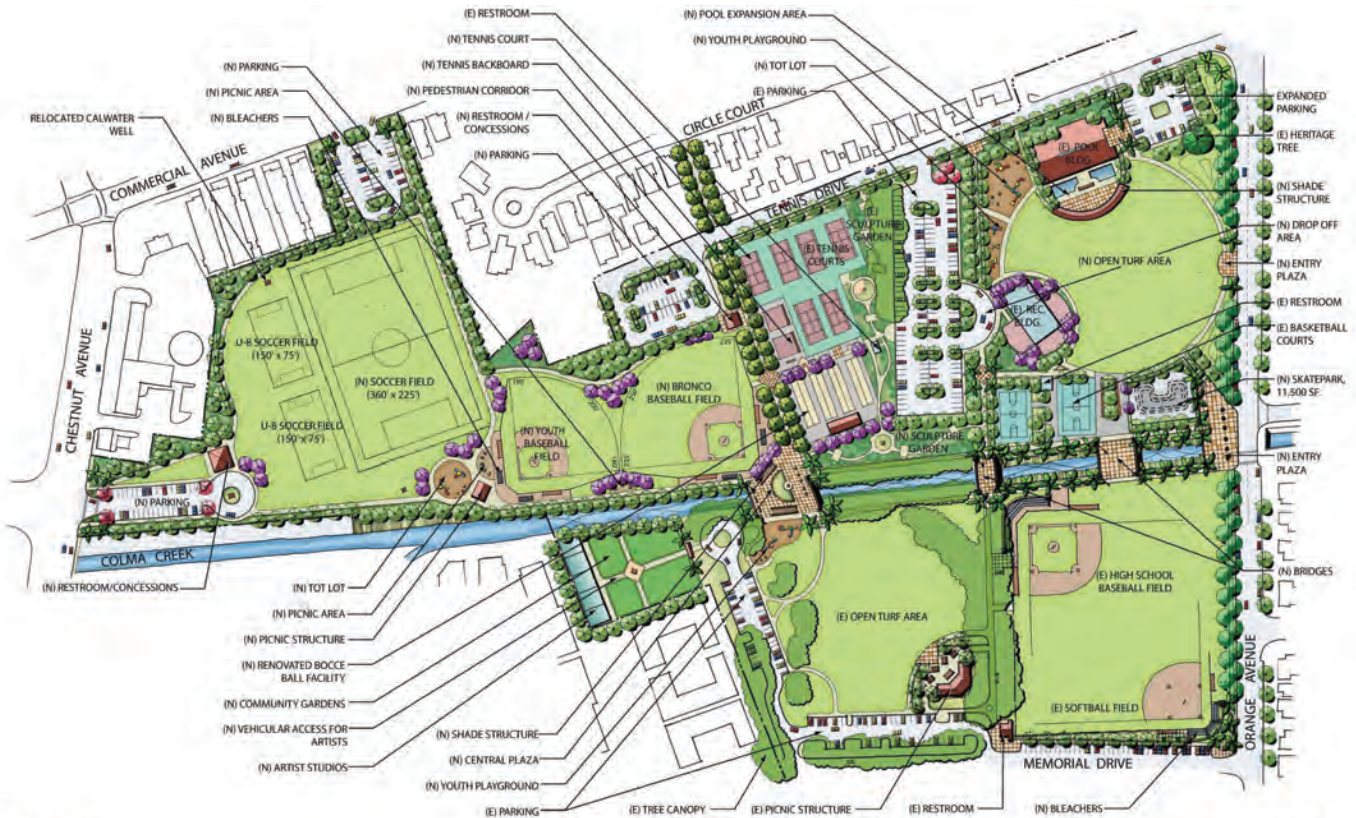 (E) RESTROOM
(N) TENNIS COURT
(N) TENNIS BACKBOARD
(N) PEDESTRIAN CORRIDOR
(N) RESTROOM /
CONCESSIONS
(N) PARKING
(N) PARKING
(N) PICNIC AREA
(N) BLEACHERS
RELOCATED CALWATER
WELL
(N) POOL EXPANSION AREA
(N) YOUTH PLAYGROUND
(N) TOT LOT
(E) PARKING
EXPANDED
PARKING
(E) HERITAGE
TREE
(N) SHADE
STRUCTURE
(N) DROP OFF
AREA
(N) ENTRY
PLAZA
(E) RESTROOM
(E) BASKETBALL
COURTS
(N) SKATEPARK,
11,500 SF.
(N) ENTRY
PLAZA
(N) BRIDGES
COMMERCIAL AVENUE
CHESTNUT AVENUE
CIRCLE COURT
TENNIS DRIVE
ORANGE AVENUE
MEMORIAL DRIVE
COLMA CREEK
(E) POOL
BLDG.
(E)
SCULPTURE
GARDEN
(E) TENNIS
COURTS
(N) OPEN TURF AREA
(E) REC.
BLDG.
U-8 SOCCER FIELD
(150' x 75')
(N) SOCCER FIELD
(360' x 225')
U-8 SOCCER FIELD
(150' x 75')
(N) BRONCO
BASEBALL FIELD
(N) YOUTH
BASEBALL
FIELD
(N) SCULPTURE
GARDEN
(N) PARKING
(E) OPEN TURF AREA
(E) HIGH SCHOOL
BASEBALL FIELD
(E) SOFTBALL FIELD
(N) RESTROOM/CONCESSIONS
(N) TOT LOT
(N) PICNIC AREA
(N) PICNIC STRUCTURE
(N) RENOVATED BOCCE
BALL FACILITY
(N) COMMUNITY GARDENS
(N) VEHICULAR ACCESS FOR
ARTISTS
(N) ARTIST STUDIOS
(N) SHADE STRUCTURE
(N) CENTRAL PLAZA
(N) YOUTH PLAYGROUND
(E) PARKING
(E) TREE CANOPY
(E) PICNIC STRUCTURE
(E) RESTROOM
(N) BLEACHERS